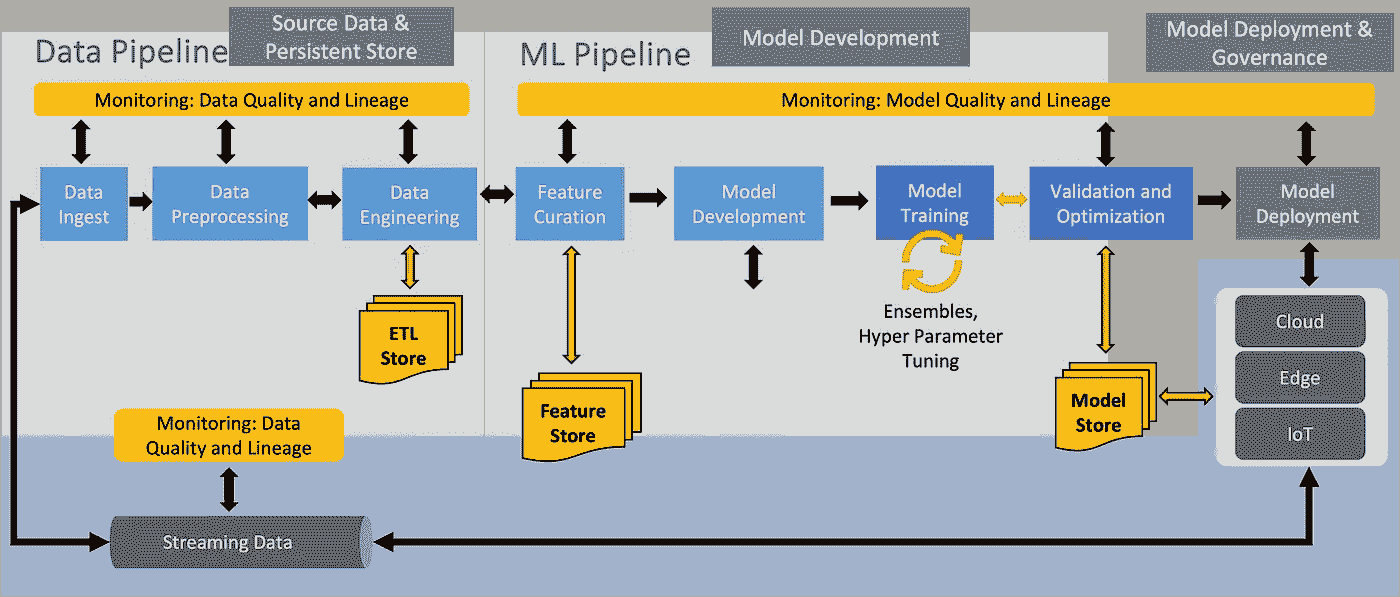 Source Data &
Persistent Store
Model Development
Model Deployment &
Governance
Data Pipeline
ML Pipeline
Monitoring: Data Quality and Lineage
Monitoring: Model Quality and Lineage
Data
Ingest
Data
Preprocessing
Data
Engineering
Feature
Curation
Model
Development
Model
Training
Validation and
Optimization
Model
Deployment
Ensembles,
Hyper Parameter
Tuning
ETL
Store
Feature
Store
Model
Store
Cloud
Edge
IoT
Monitoring: Data
Quality and Lineage
Streaming Data